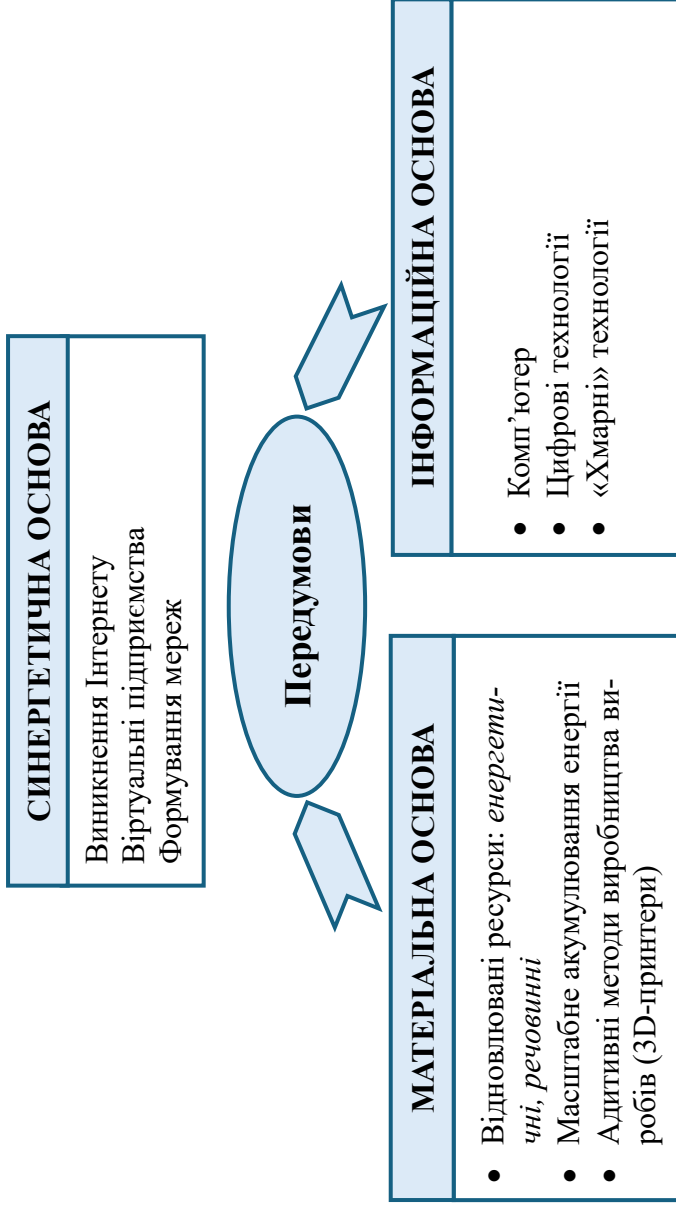 СИНЕРГЕТИЧНА ОСНОВА
Виникнення Інтернету
Віртуальні підприємства
Формування мереж
Передумови
МАТЕРІАЛЬНА ОСНОВА
• Відновлювані ресурси: енергети-
чні, речовинні
• Масштабне акумулювання енергії
• Адитивні методи виробництва ви-
робів (3D-принтери)
ІНФОРМАЦІЙНА ОСНОВА
• Комп’ютер
• Цифрові технології
• «Хмарні» технології